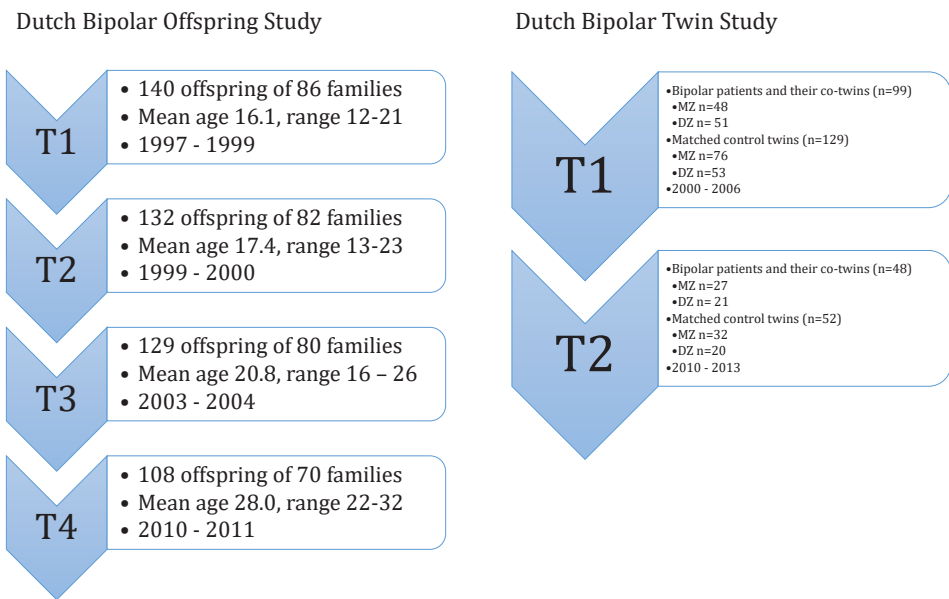 Dutch Bipolar Offspring Study
T1
• 140 offspring of 86 families
• Mean age 16.1, range 12-21
• 1997 - 1999
T2
• 132 offspring of 82 families
• Mean age 17.4, range 13-23
• 1999 - 2000
T3
• 129 offspring of 80 families
• Mean age 20.8, range 16 – 26
• 2003 - 2004
T4
• 108 offspring of 70 families
• Mean age 28.0, range 22-32
• 2010 - 2011
Dutch Bipolar Twin Study
T1
•Bipolar patients and their co-twins (n=99)
•MZ n=48
•DZ n= 51
•Matched control twins (n=129)
•MZ n=76
•DZ n=53
•2000 - 2006
T2
•Bipolar patients and their co-twins (n=48)
•MZ n=27
•DZ n= 21
•Matched control twins (n=52)
•MZ n=32
•DZ n=20
•2010 - 2013